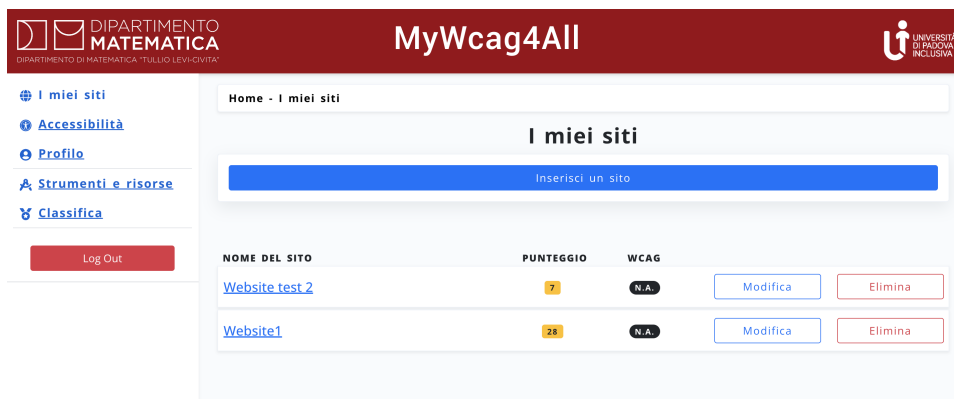 DIPARTIMENTO
MATEMATICA
DIPARTIMENTO DI MATEMATICA "TULLIO LEVI-CIVITA"
MyWcag4All
UNIVERSITÀ
DI PADOVA
INCLUSIVA
I miei siti
Accessibilità
Profilo
Strumenti e risorse
Classifica
Log Out
Home - I miei siti
I miei siti
Inserisci un sito
NOME DEL SITO PUNTEGGIO WCAG
Website test 2 7 N.A. Modifica Elimina
Website1 28 N.A. Modifica Elimina